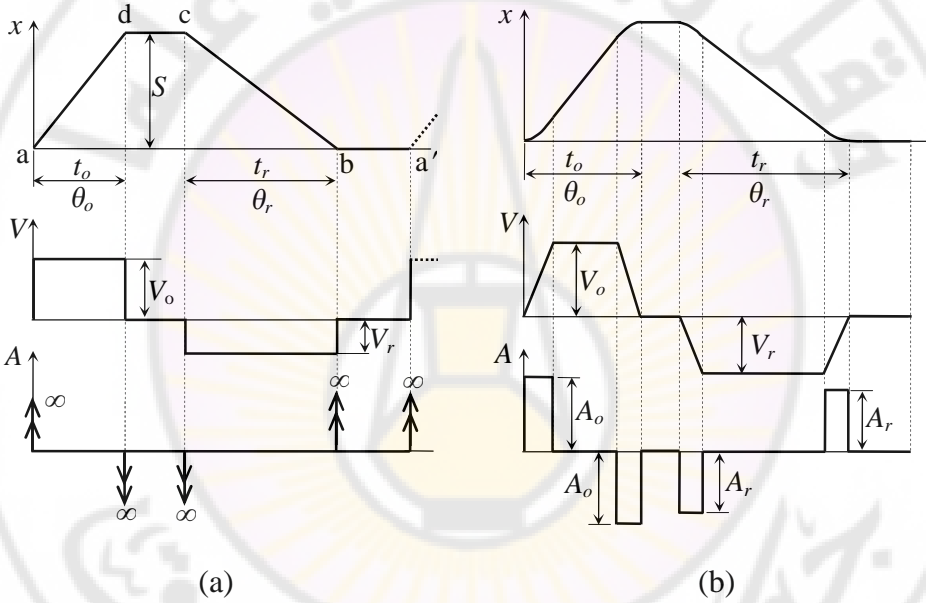 d c
x
S
a b a′
t_o t_r
θ_o θ_r
V
V_o
V_r
A
∞ ∞ ∞
∞ ∞
(a)
x
t_o t_r
θ_o θ_r
V
V_o
V_r
A
A_o A_r
A_o A_r
(b)